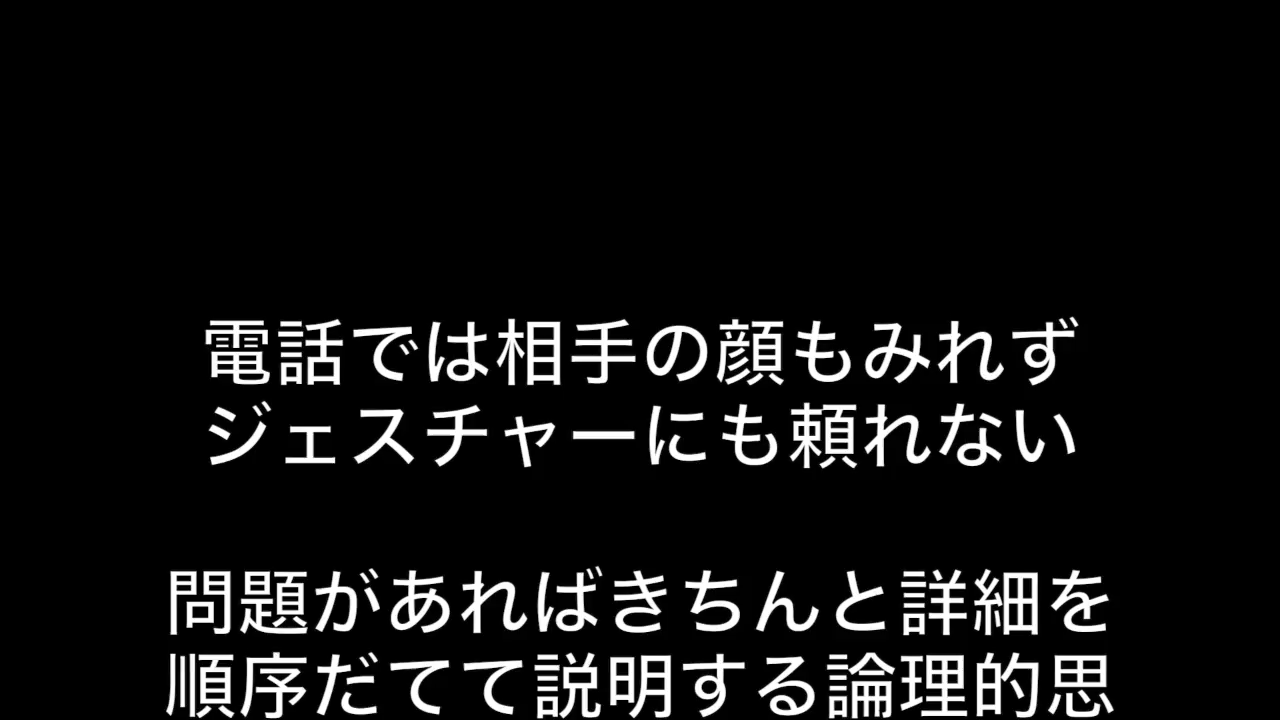 電話では相手の顔もみれず
ジェスチャーにも頼れない
問題があればきちんと詳細を
順序だてて説明する論理的思